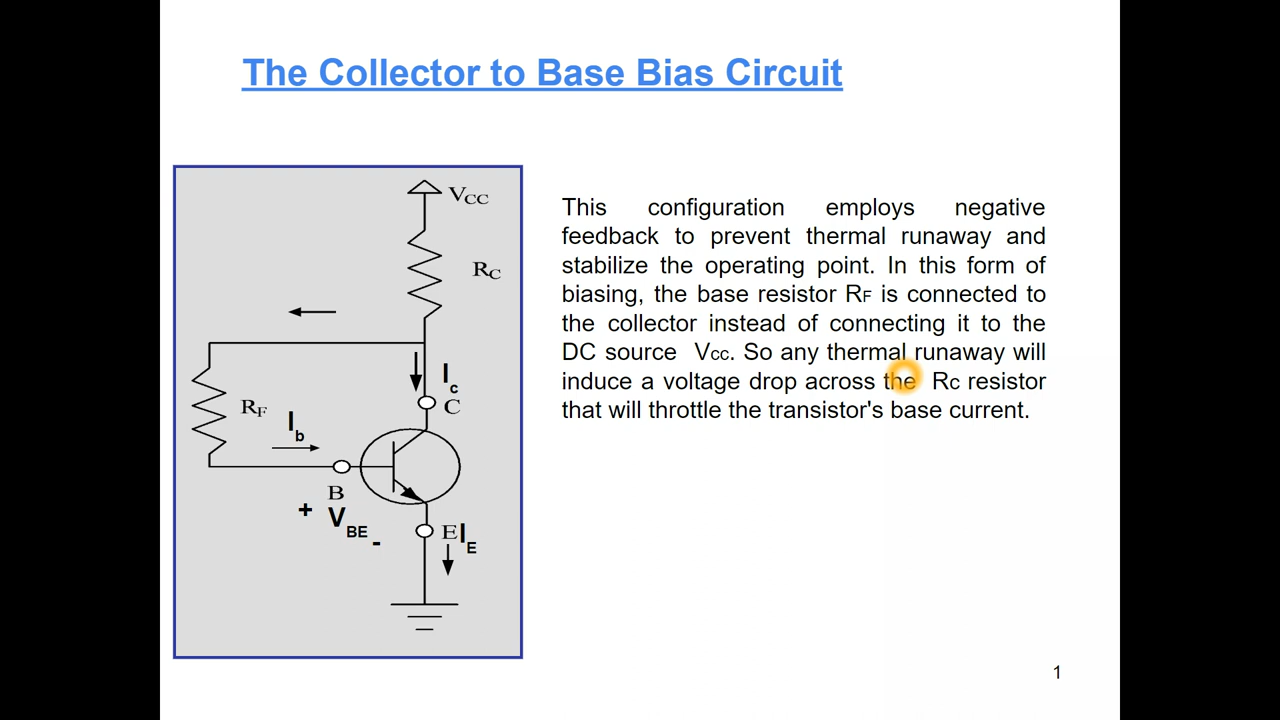 The Collector to Base Bias Circuit
VCC
RC
Ic
C
RF
Ib
B
+ VBE -
E IE
This configuration employs negative
feedback to prevent thermal runaway and
stabilize the operating point. In this form of
biasing, the base resistor RF is connected to
the collector instead of connecting it to the
DC source Vcc. So any thermal runaway will
induce a voltage drop across the Rc resistor
that will throttle the transistor's base current.
1